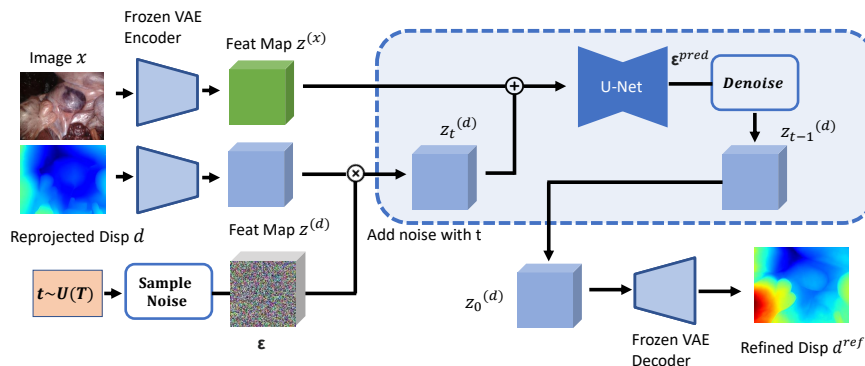 Frozen VAE
Encoder
Image x
Feat Map z^(x)
ε^pred
U-Net
Denoise
z_t^(d)
z_{t−1}^(d)
Reprojected Disp d
Feat Map z^(d)
Add noise with t
t~U(T)
Sample
Noise
ε
z_0^(d)
Frozen VAE
Decoder
Refined Disp d^ref